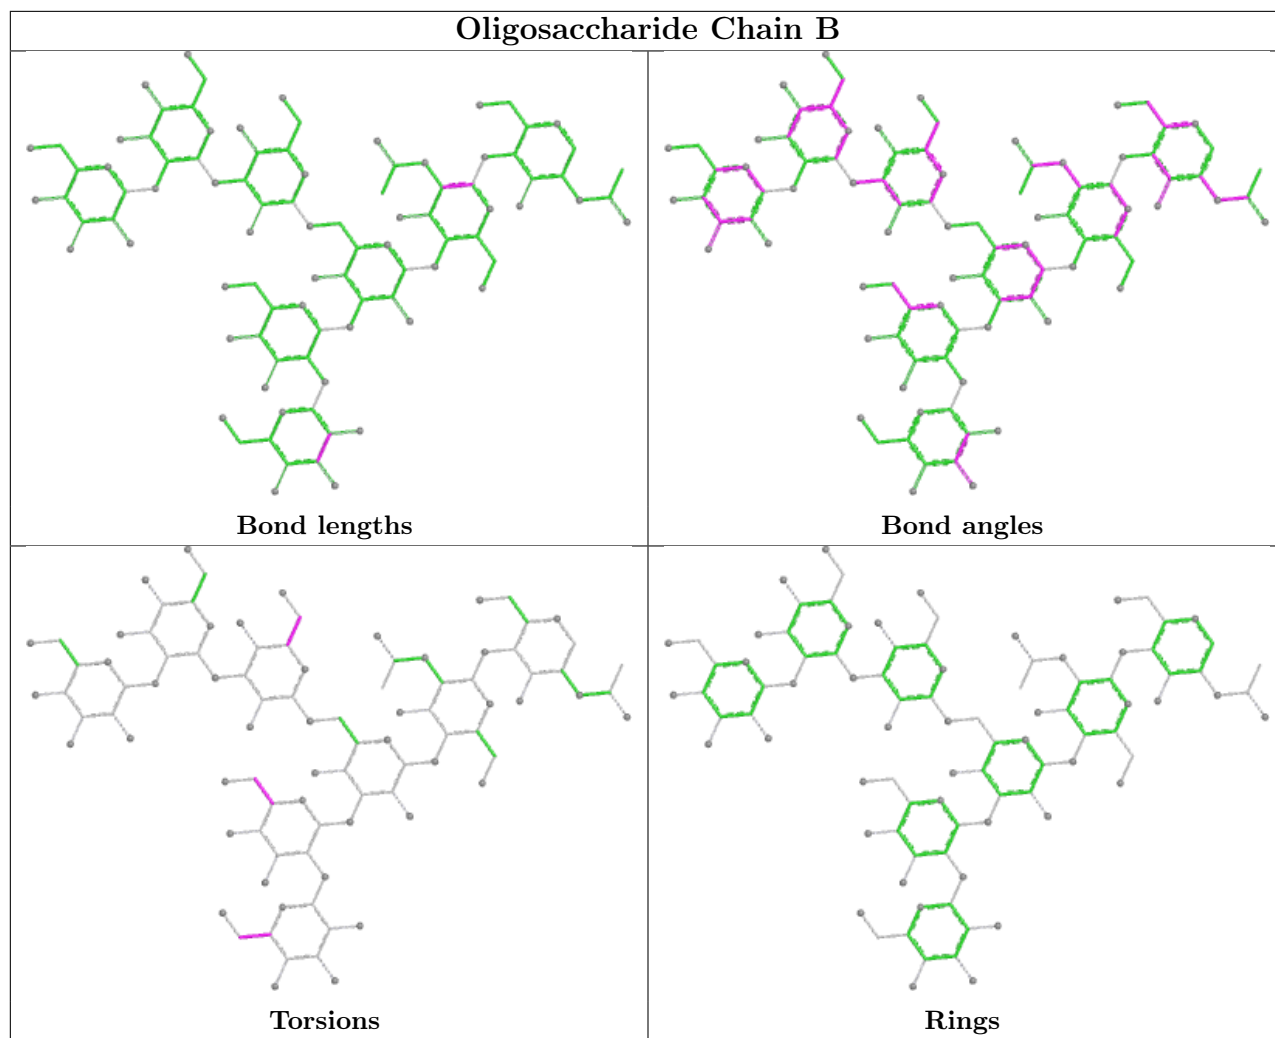 Oligosaccharide Chain B
Bond lengths
Bond angles
Torsions
Rings